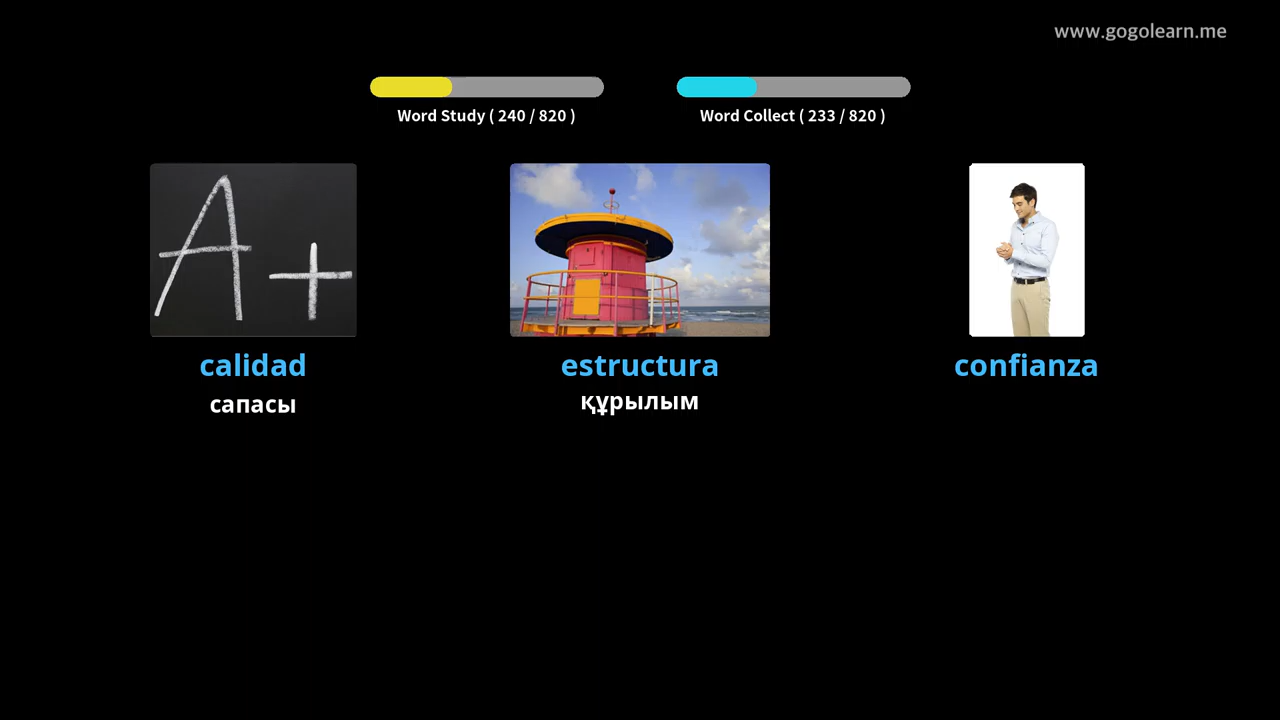 www.gogolearn.me
Word Study ( 240 / 820 )
Word Collect ( 233 / 820 )
A+
calidad
сапасы
estructura
құрылым
confianza